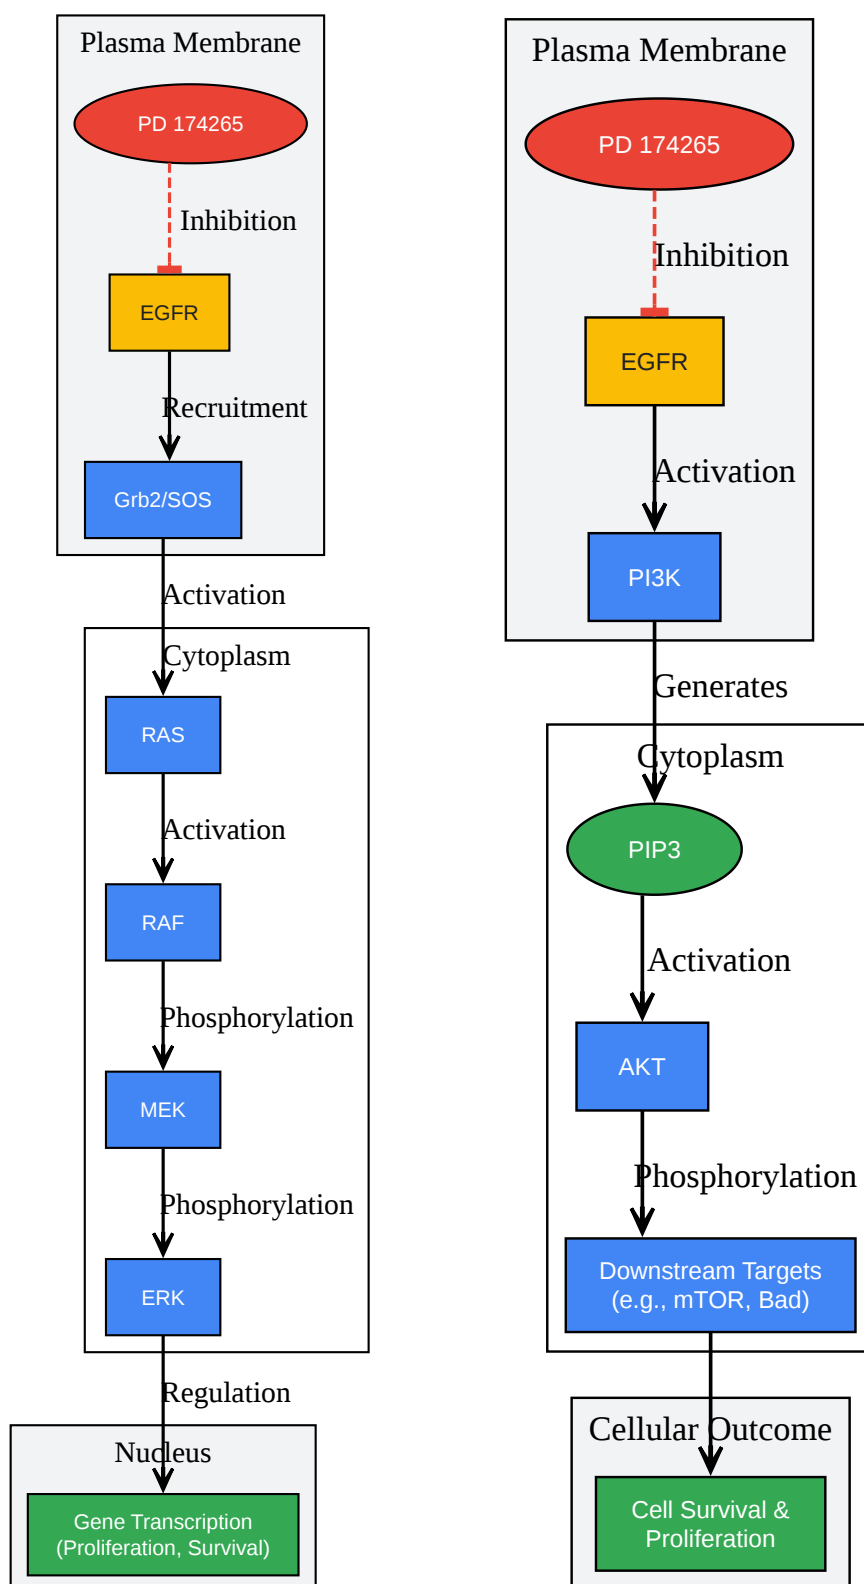 Plasma Membrane
PD 174265
Inhibition
EGFR
Recruitment
Grb2/SOS
Activation
Cytoplasm
RAS
Activation
RAF
Phosphorylation
MEK
Phosphorylation
ERK
Regulation
Nucleus
Gene Transcription
(Proliferation, Survival)
Plasma Membrane
PD 174265
Inhibition
EGFR
Activation
PI3K
Generates
Cytoplasm
PIP3
Activation
AKT
Phosphorylation
Downstream Targets
(e.g., mTOR, Bad)
Cellular Outcome
Cell Survival &
Proliferation